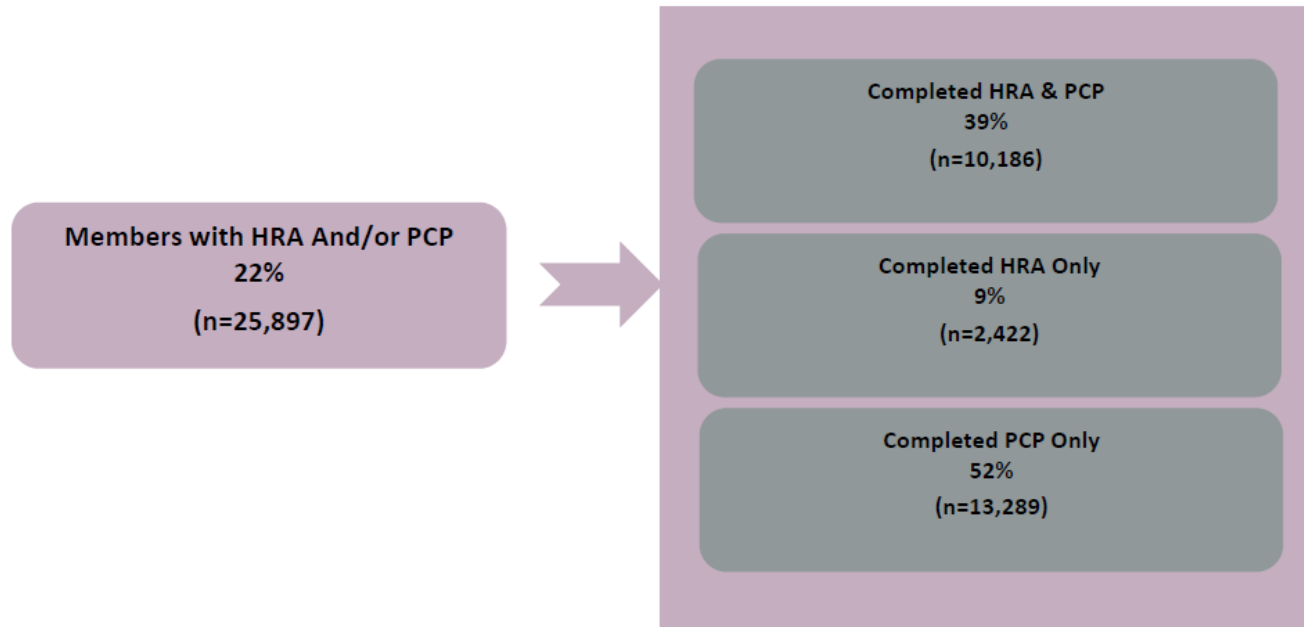 Members with HRA And/or PCP
22%
(n=25,897)
Completed HRA & PCP
39%
(n=10,186)
Completed HRA Only
9%
(n=2,422)
Completed PCP Only
52%
(n=13,289)